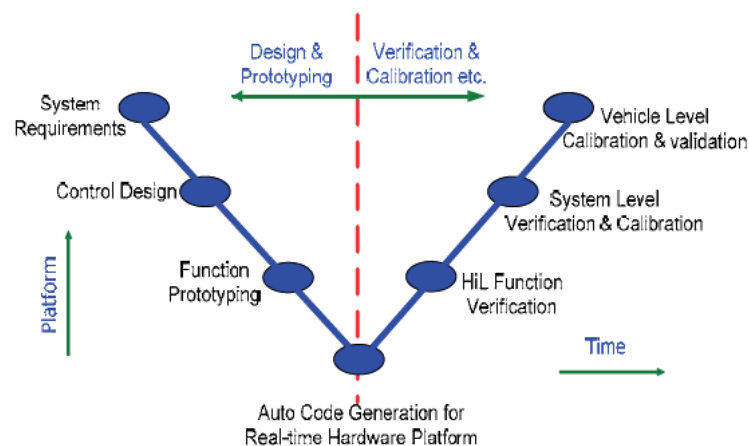 Design &
Prototyping
Verification &
Calibration etc.
System
Requirements
Vehicle Level
Calibration & validation
Control Design
System Level
Verification & Calibration
Function
Prototyping
HiL Function
Verification
Platform
Time
Auto Code Generation for
Real-time Hardware Platform